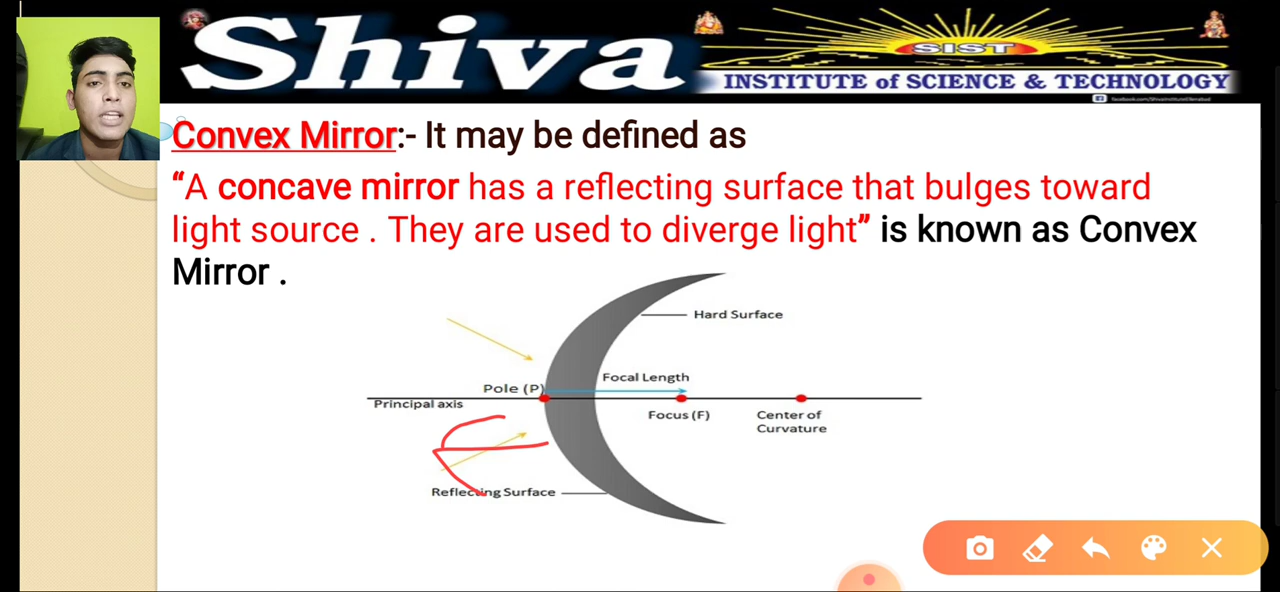 Shiva
SIST
INSTITUTE of SCIENCE & TECHNOLOGY
Convex Mirror:- It may be defined as
“A concave mirror has a reflecting surface that bulges toward
light source . They are used to diverge light” is known as Convex
Mirror .
Hard Surface
Focal Length
Pole (P)
Principal axis
Focus (F)
Center of
Curvature
Reflecting Surface